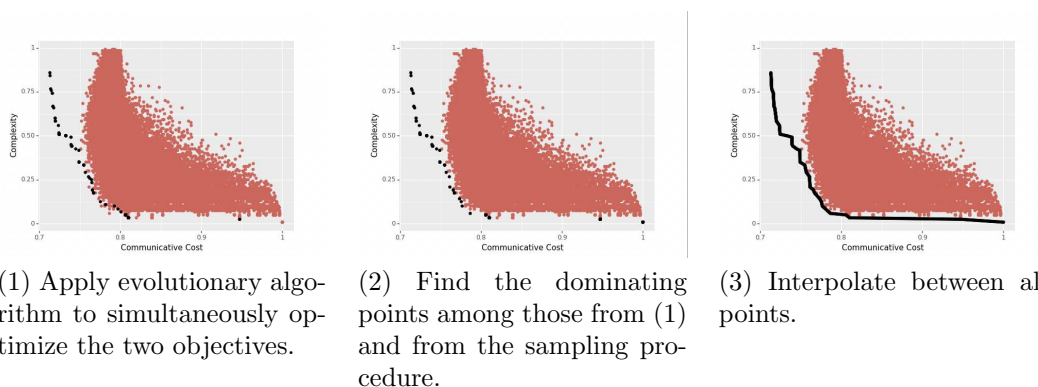 1
0.75
0.50
0.25
0
Complexity
0.7
0.8
0.9
1
Communicative Cost
(1) Apply evolutionary algo-
rithm to simultaneously op-
timize the two objectives.
1
0.75
0.50
0.25
0
Complexity
0.7
0.8
0.9
1
Communicative Cost
(2) Find the dominating
points among those from (1)
and from the sampling pro-
cedure.
1
0.75
0.50
0.25
0
Complexity
0.7
0.8
0.9
1
Communicative Cost
(3) Interpolate between al
points.